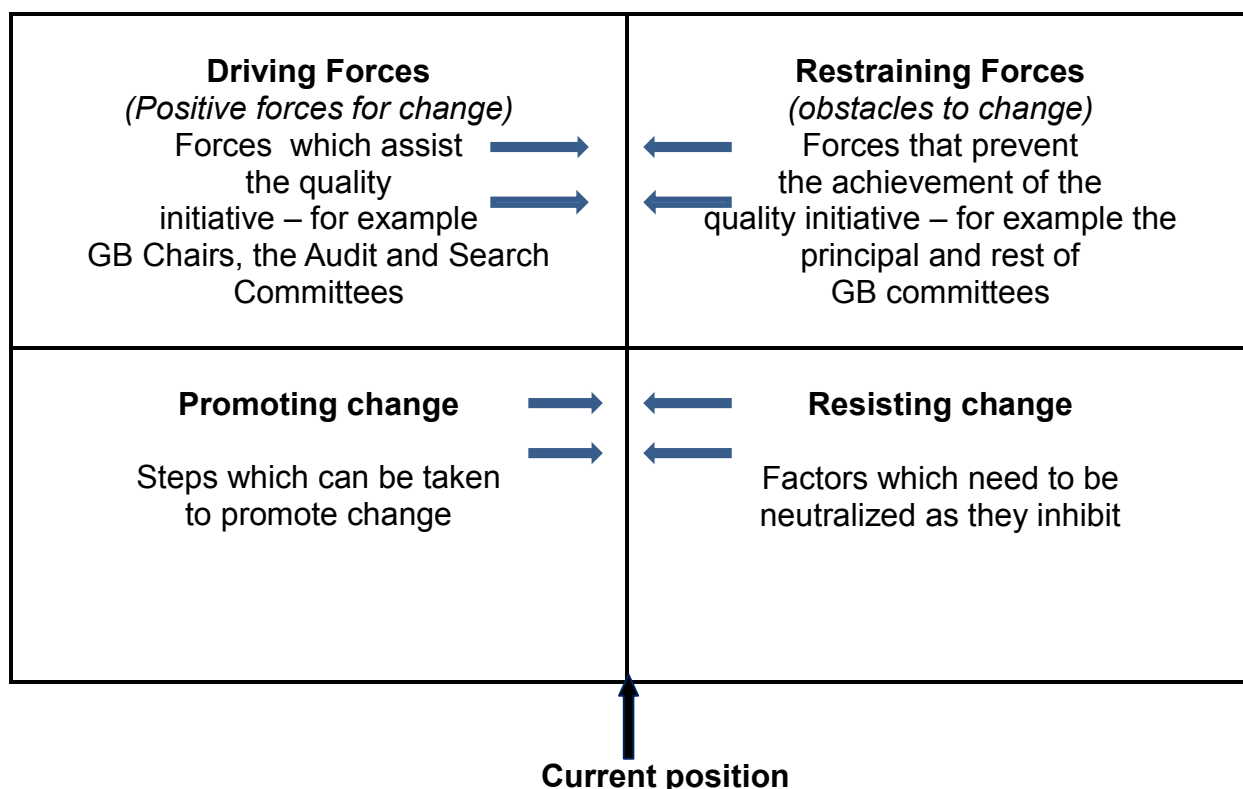 Driving Forces
(Positive forces for change)
Forces which assist
the quality
initiative – for example
GB Chairs, the Audit and Search
Committees
Restraining Forces
(obstacles to change)
Forces that prevent
the achievement of the
quality initiative – for example the
principal and rest of
GB committees
Promoting change
Steps which can be taken
to promote change
Resisting change
Factors which need to be
neutralized as they inhibit
Current position